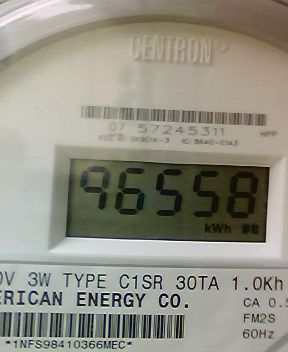 CENTRON
07 57245311 HPP
96558
kWh
0V 3W TYPE C1SR 30TA 1.0Kh
ERICAN ENERGY CO.
CA 0.5
FM2S
60Hz
*1NFS98410366MEC*